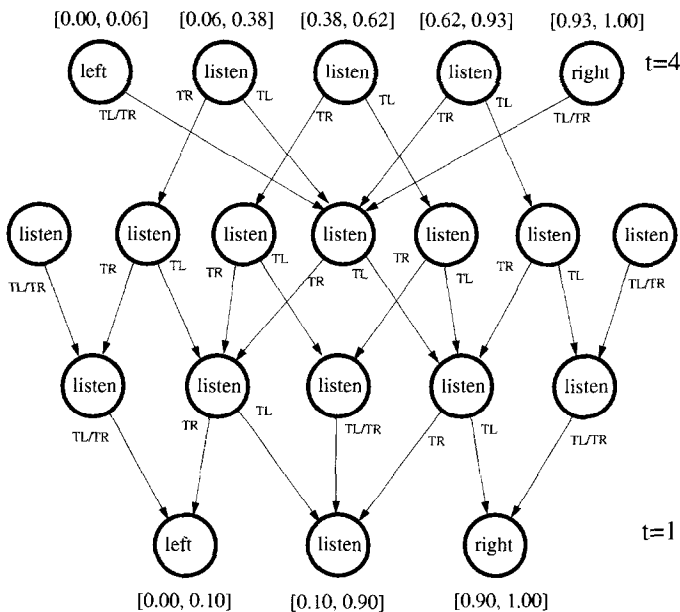 [0.00, 0.06] [0.06, 0.38] [0.38, 0.62] [0.62, 0.93] [0.93, 1.00]
left listen listen listen right t=4
TL/TR TR TL TR TL TR TL TL/TR
listen listen listen listen listen listen listen
TL/TR TR TL TR TL TR TL TR TL TR TL TL/TR
listen listen listen listen listen
TL/TR TR TL TL/TR TR TL TL/TR
left listen right t=1
[0.00, 0.10] [0.10, 0.90] [0.90, 1.00]